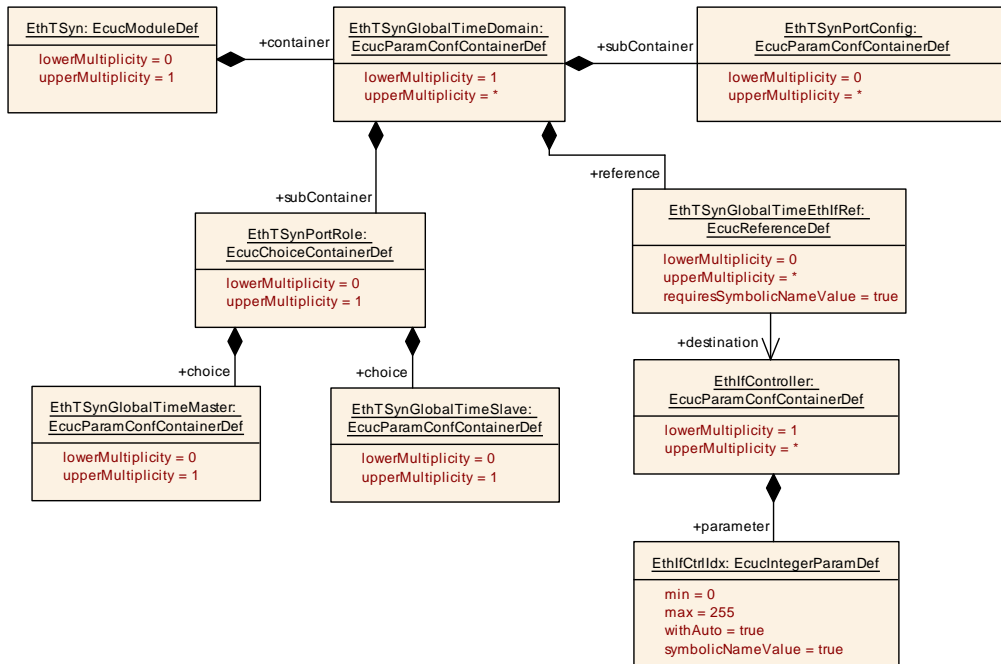 EthTSyn: EcucModuleDef
lowerMultiplicity = 0
upperMultiplicity = 1
+container
EthTSynGlobalTimeDomain:
EcucParamConfContainerDef
lowerMultiplicity = 1
upperMultiplicity = *
+subContainer
EthTSynPortConfig:
EcucParamConfContainerDef
lowerMultiplicity = 0
upperMultiplicity = *
+subContainer
+reference
EthTSynPortRole:
EcucChoiceContainerDef
lowerMultiplicity = 0
upperMultiplicity = 1
EthTSynGlobalTimeEthIfRef:
EcucReferenceDef
lowerMultiplicity = 0
upperMultiplicity = *
requiresSymbolicNameValue = true
+choice
+choice
+destination
EthTSynGlobalTimeMaster:
EcucParamConfContainerDef
lowerMultiplicity = 0
upperMultiplicity = 1
EthTSynGlobalTimeSlave:
EcucParamConfContainerDef
lowerMultiplicity = 0
upperMultiplicity = 1
EthIfController:
EcucParamConfContainerDef
lowerMultiplicity = 1
upperMultiplicity = *
+parameter
EthIfCtrlIdx: EcucIntegerParamDef
min = 0
max = 255
withAuto = true
symbolicNameValue = true